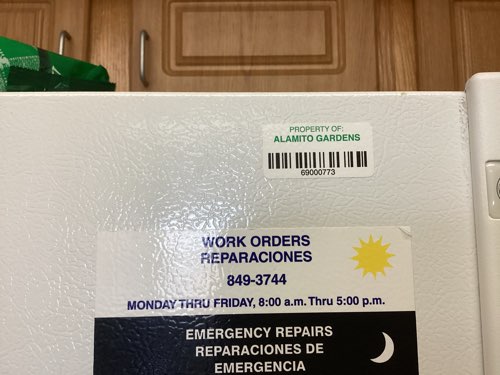 PROPERTY OF:
ALAMITO GARDENS
69000773
WORK ORDERS
REPARACIONES
849-3744
MONDAY THRU FRIDAY, 8:00 a.m. Thru 5:00 p.m.
EMERGENCY REPAIRS
REPARACIONES DE
EMERGENCIA